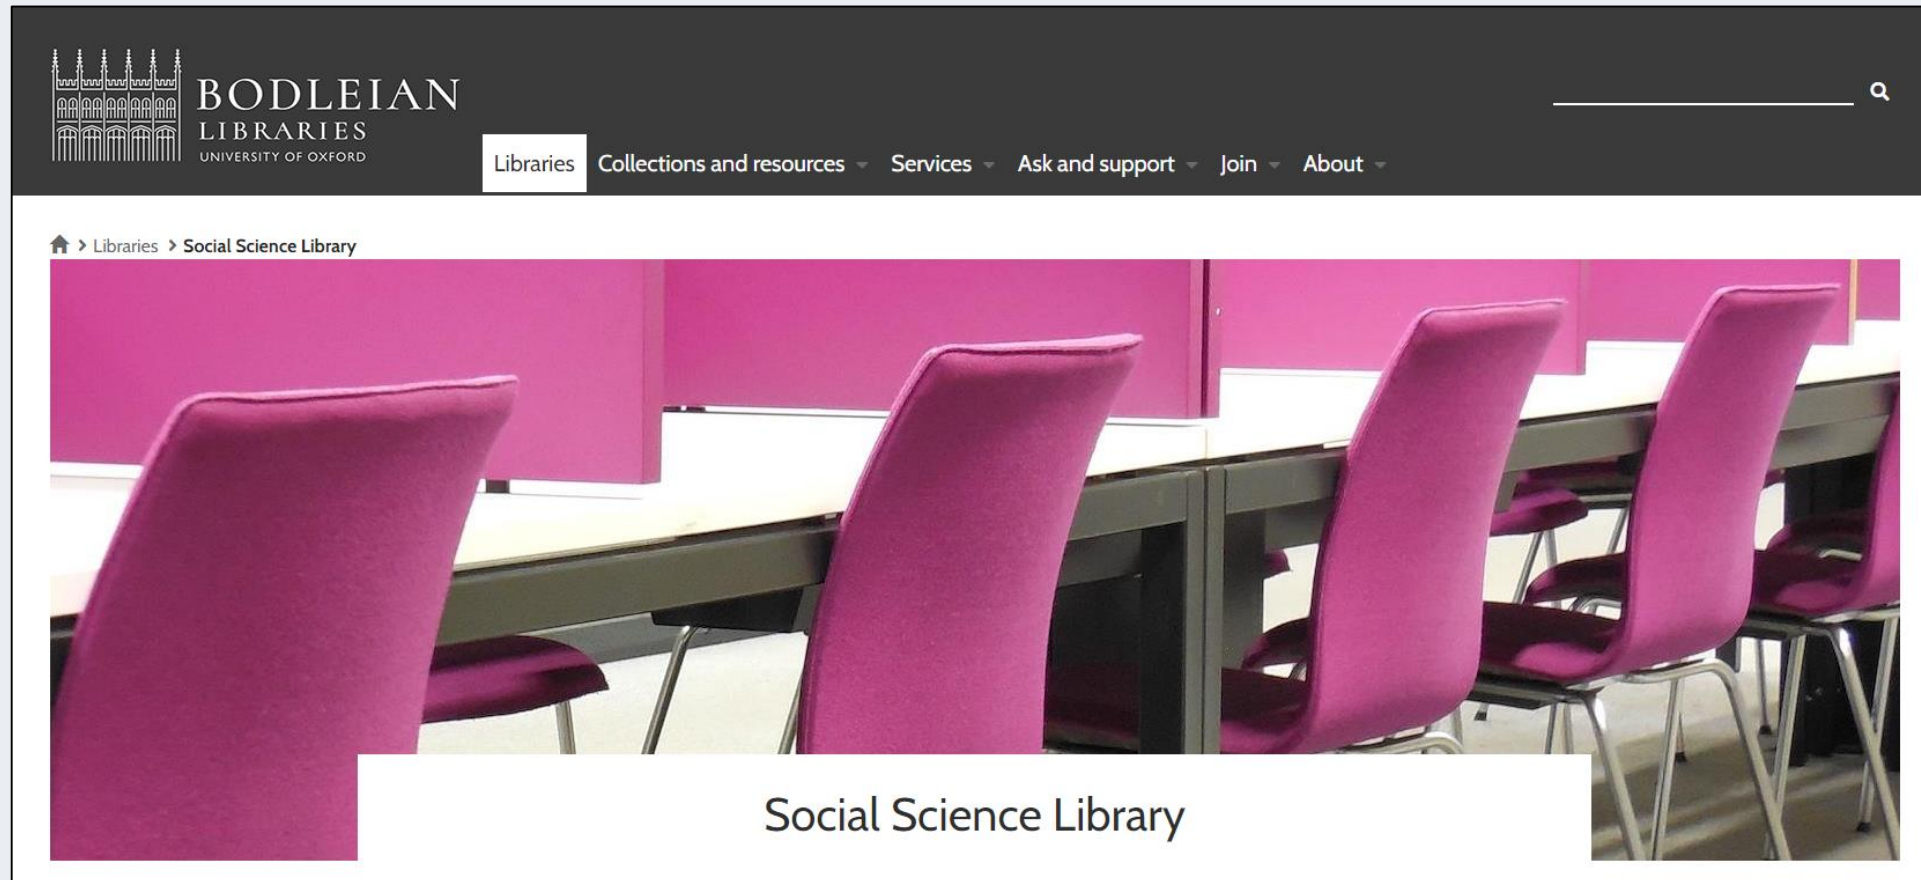 BODLEIAN
LIBRARIES
UNIVERSITY OF OXFORD
Libraries Collections and resources Services Ask and support Join About
Libraries > Social Science Library
Social Science Library